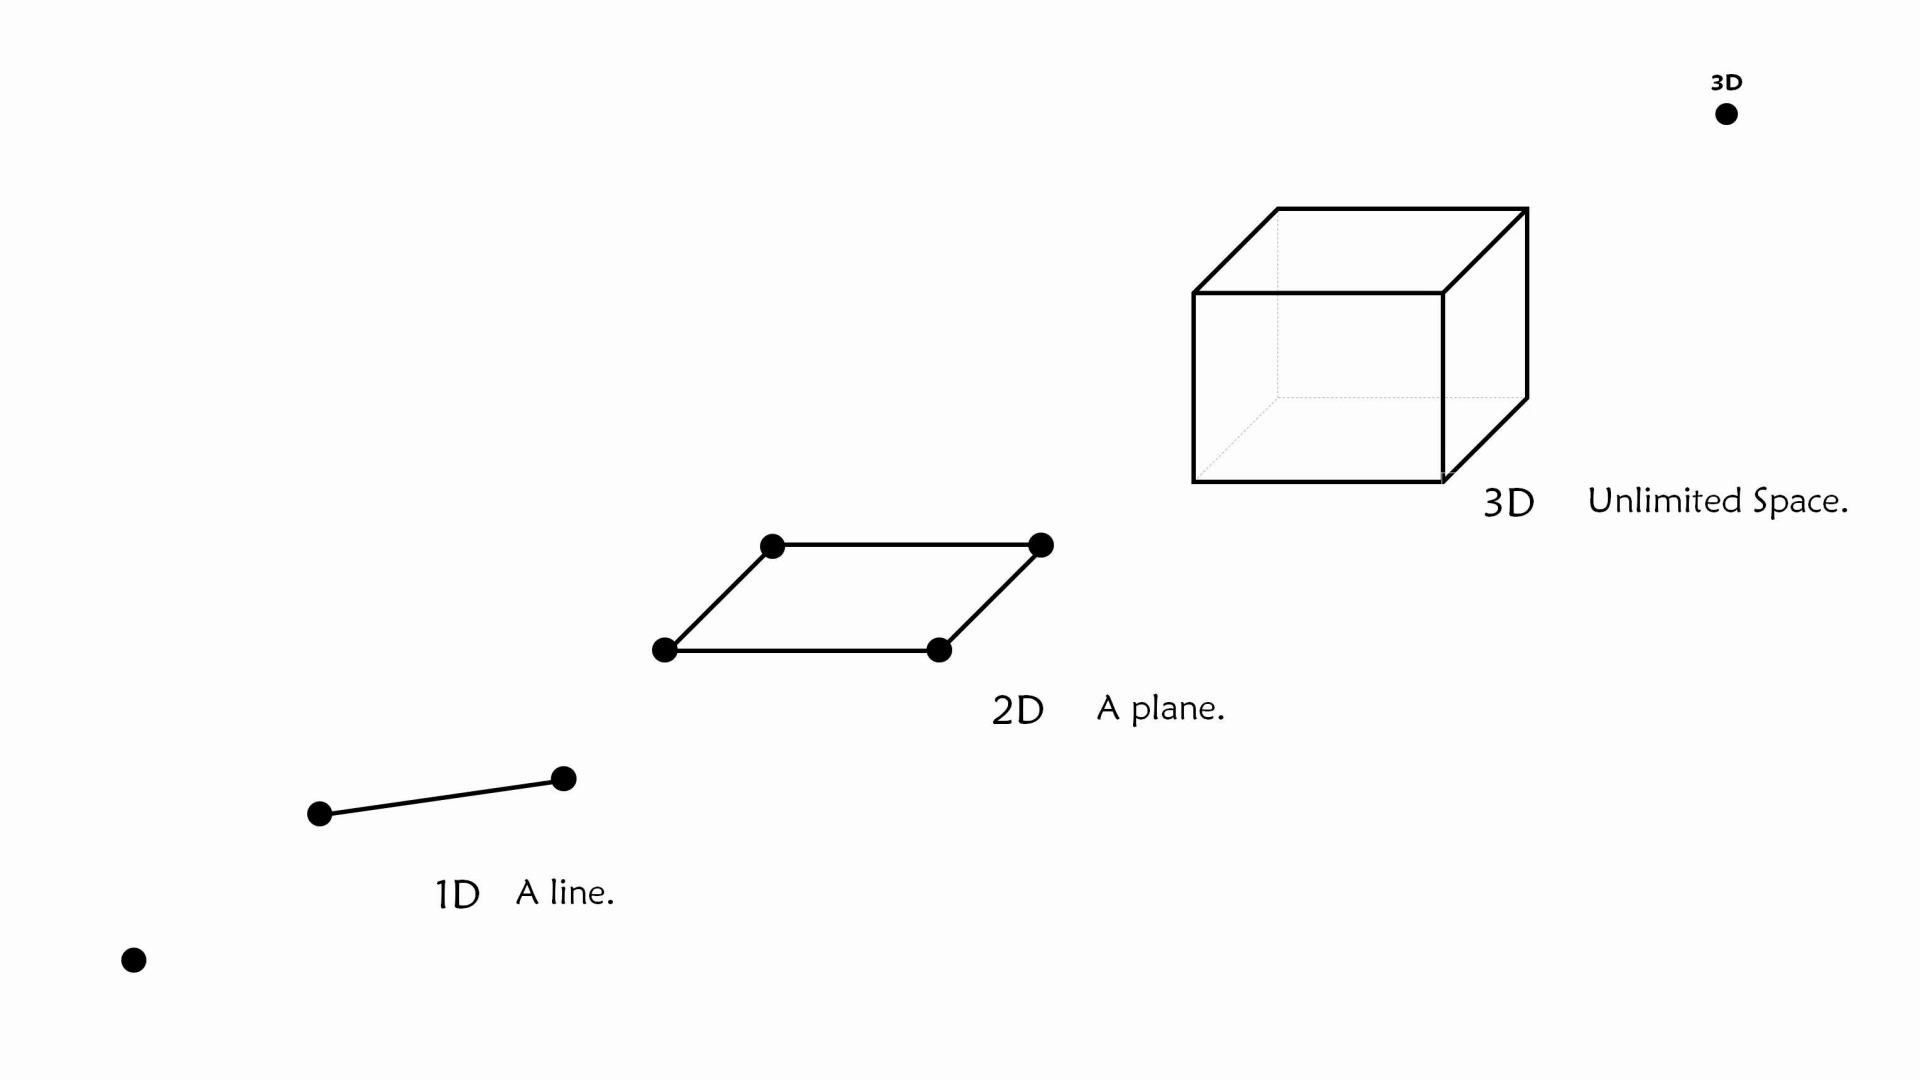 3D
3D Unlimited Space.
2D A plane.
1D A line.